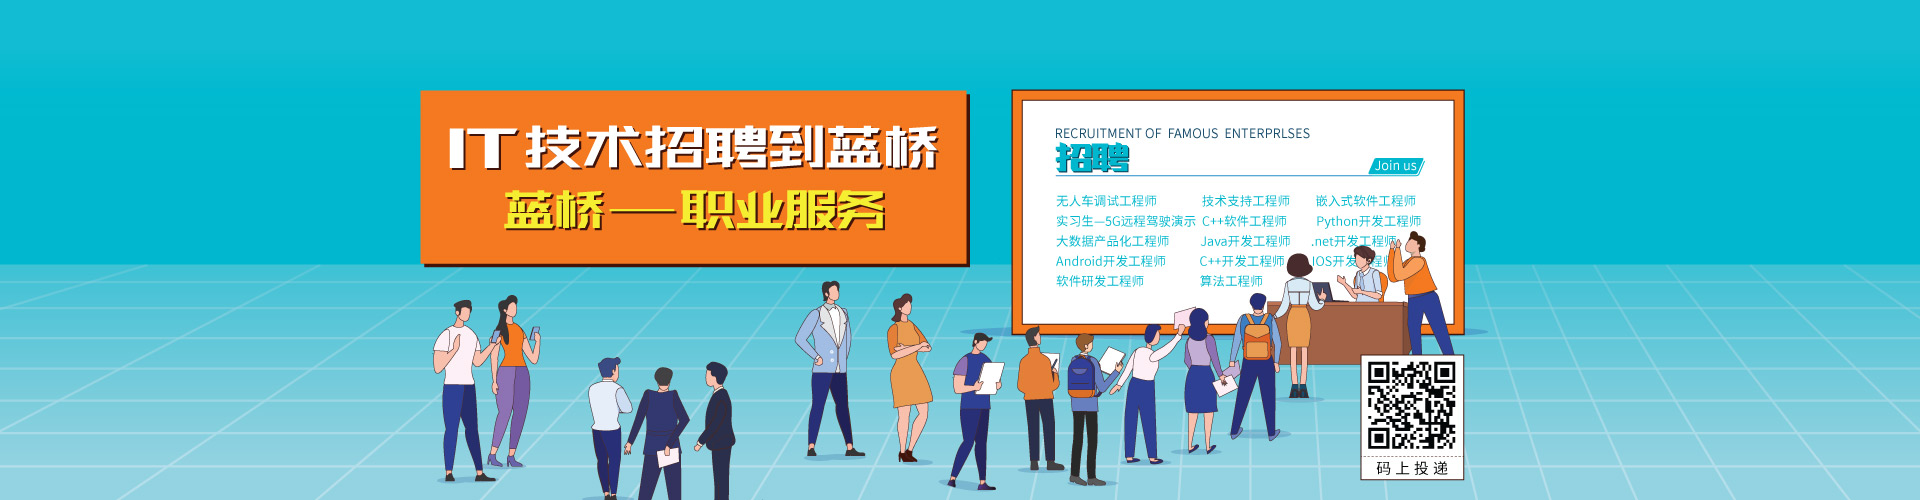 IT技术招聘到蓝桥
蓝桥——职业服务
RECRUITMENT OF FAMOUS ENTERPRLSES
招聘
Join us
无人车调试工程师 技术支持工程师 嵌入式软件工程师
实习生—5G远程驾驶演示 C++软件工程师 Python开发工程师
大数据产品化工程师 Java开发工程师 .net开发工程师
Android开发工程师 C++开发工程师 IOS开发工程师
软件研发工程师 算法工程师
码上投递